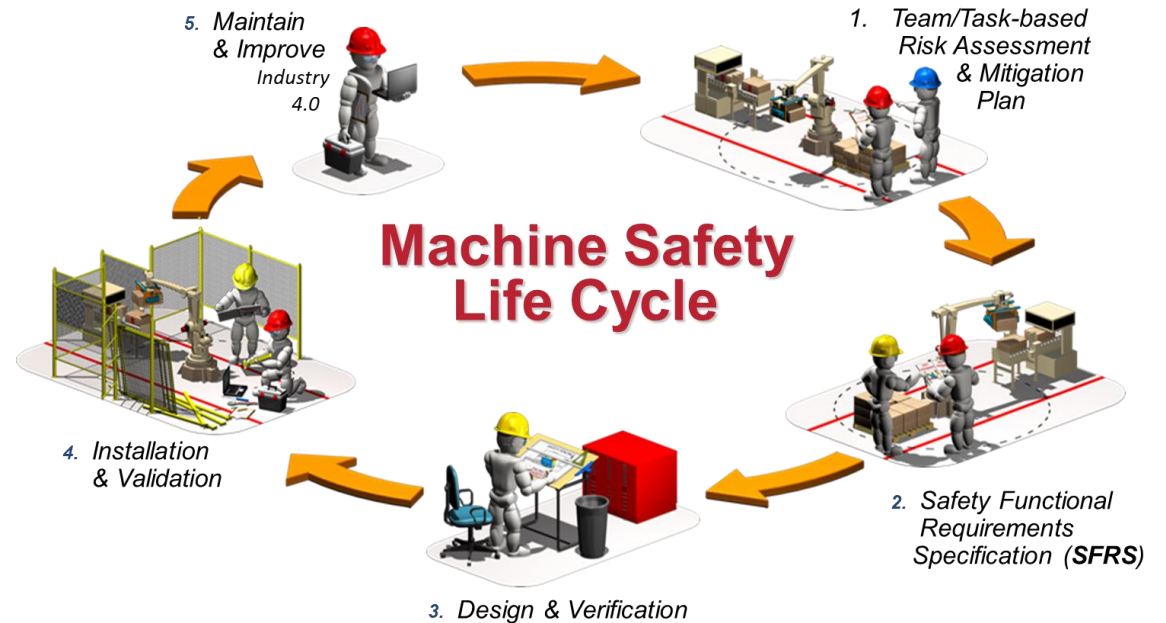 Machine Safety
Life Cycle
1. Team/Task-based
Risk Assessment
& Mitigation
Plan
2. Safety Functional
Requirements
Specification (SFRS)
3. Design & Verification
4. Installation
& Validation
5. Maintain
& Improve
Industry
4.0